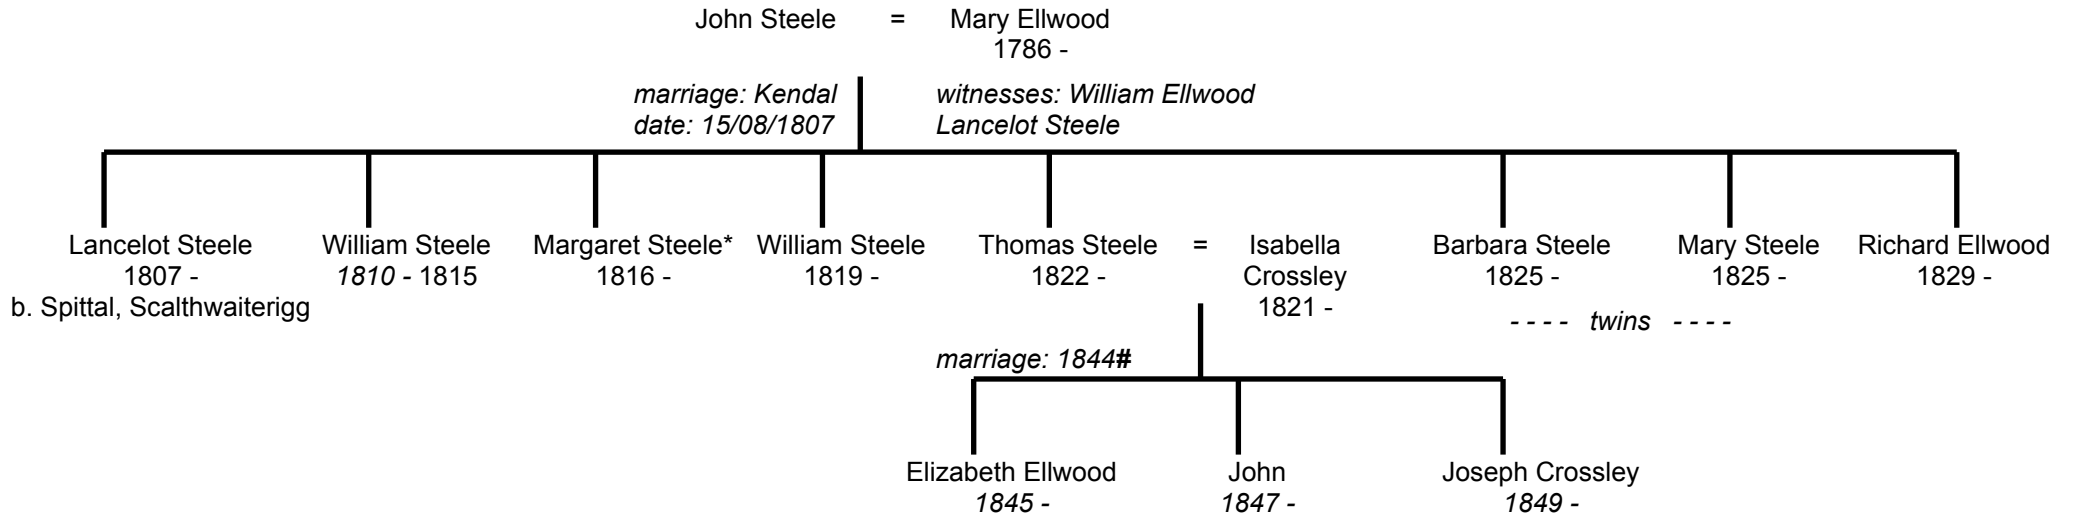 John Steele = Mary Ellwood
1786 -
marriage: Kendal witnesses: William Ellwood
date: 15/08/1807 Lancelot Steele
Lancelot Steele William Steele Margaret Steele* William Steele Thomas Steele = Isabella Barbara Steele Mary Steele Richard Ellwood
1807 - 1810 - 1815 1816 - 1819 - 1822 - Crossley 1825 - 1825 - 1829 -
b. Spittal, Scalthwaiterigg 1821 -
- - - - twins - - - -
marriage: 1844#
Elizabeth Ellwood John Joseph Crossley
1845 - 1847 - 1849 -